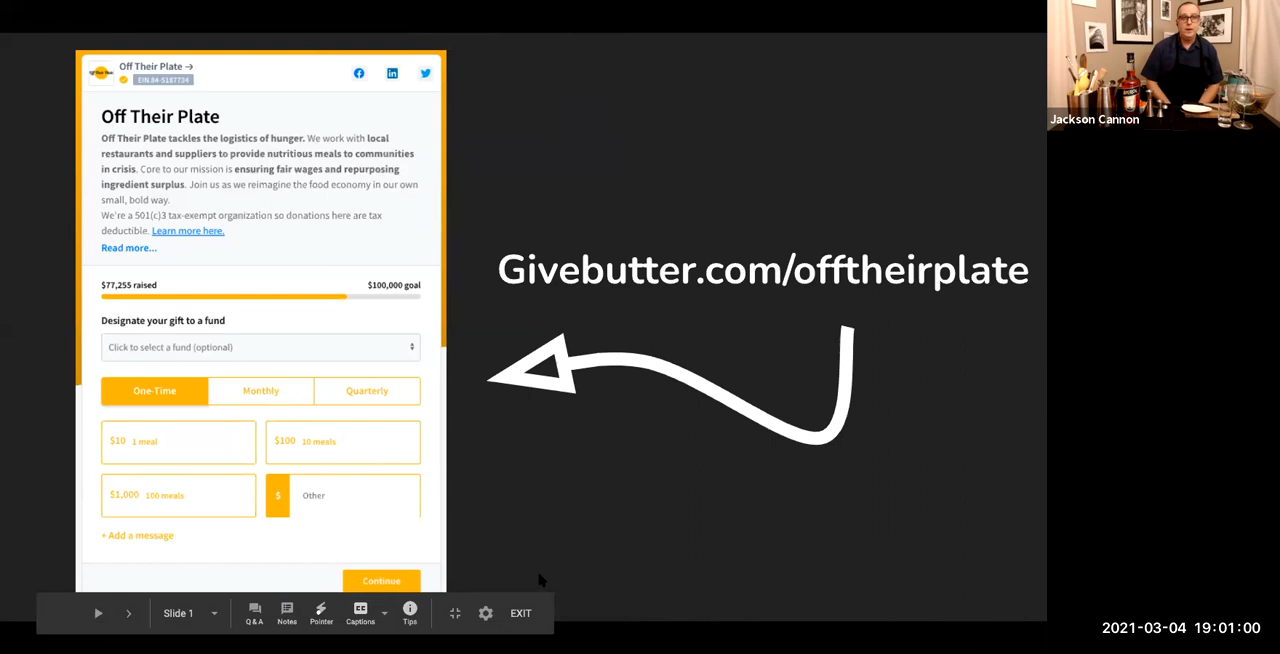 Off Their Plate →
EIN 84-5187734
Off Their Plate
Off Their Plate tackles the logistics of hunger. We work with local
restaurants and suppliers to provide nutritious meals to communities
in crisis. Core to our mission is ensuring fair wages and repurposing
ingredient surplus. Join us as we reimagine the food economy in our own
small, bold way.
We're a 501(c)3 tax-exempt organization so donations here are tax
deductible. Learn more here.
Read more...
$77,255 raised
$100,000 goal
Designate your gift to a fund
Click to select a fund (optional)
One-Time
Monthly
Quarterly
$10 1 meal
$100 10 meals
$1,000 100 meals
$ Other
+ Add a message
Continue
Givebutter.com/offtheirplate
Slide 1
Q & A
Notes
Pointer
CC
Captions
Tips
EXIT
Jackson Cannon
2021-03-04 19:01:00